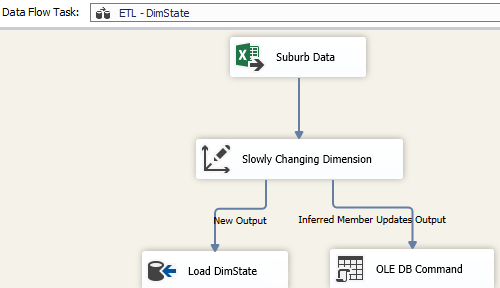 Data Flow Task: ETL - DimState
Suburb Data
Slowly Changing Dimension
New Output Inferred Member Updates Output
Load DimState OLE DB Command